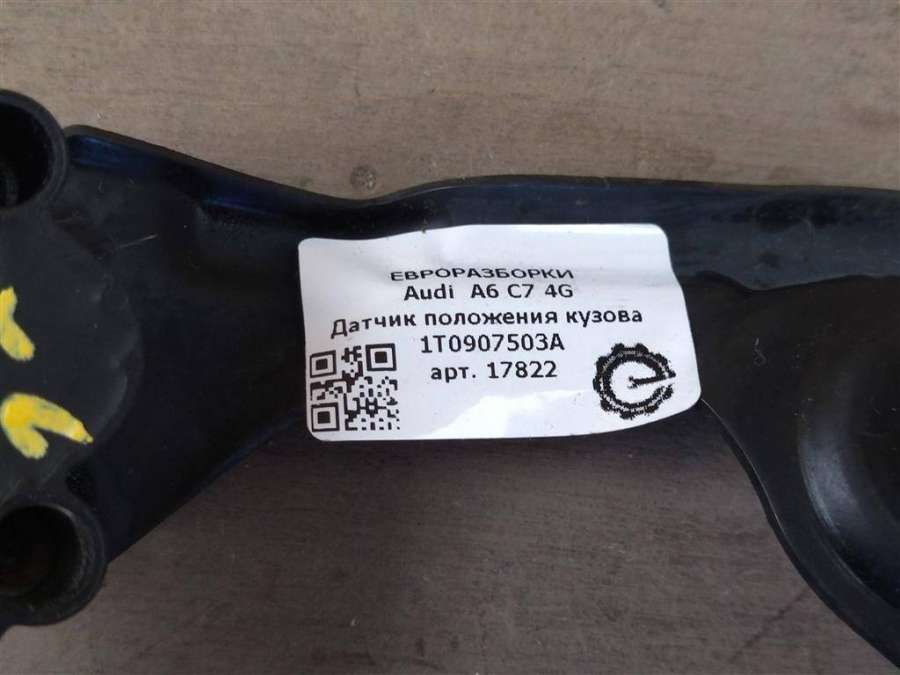 ЕВРОРАЗБОРКИ
Audi A6 C7 4G
Датчик положения кузова
1T0907503A
арт. 17822